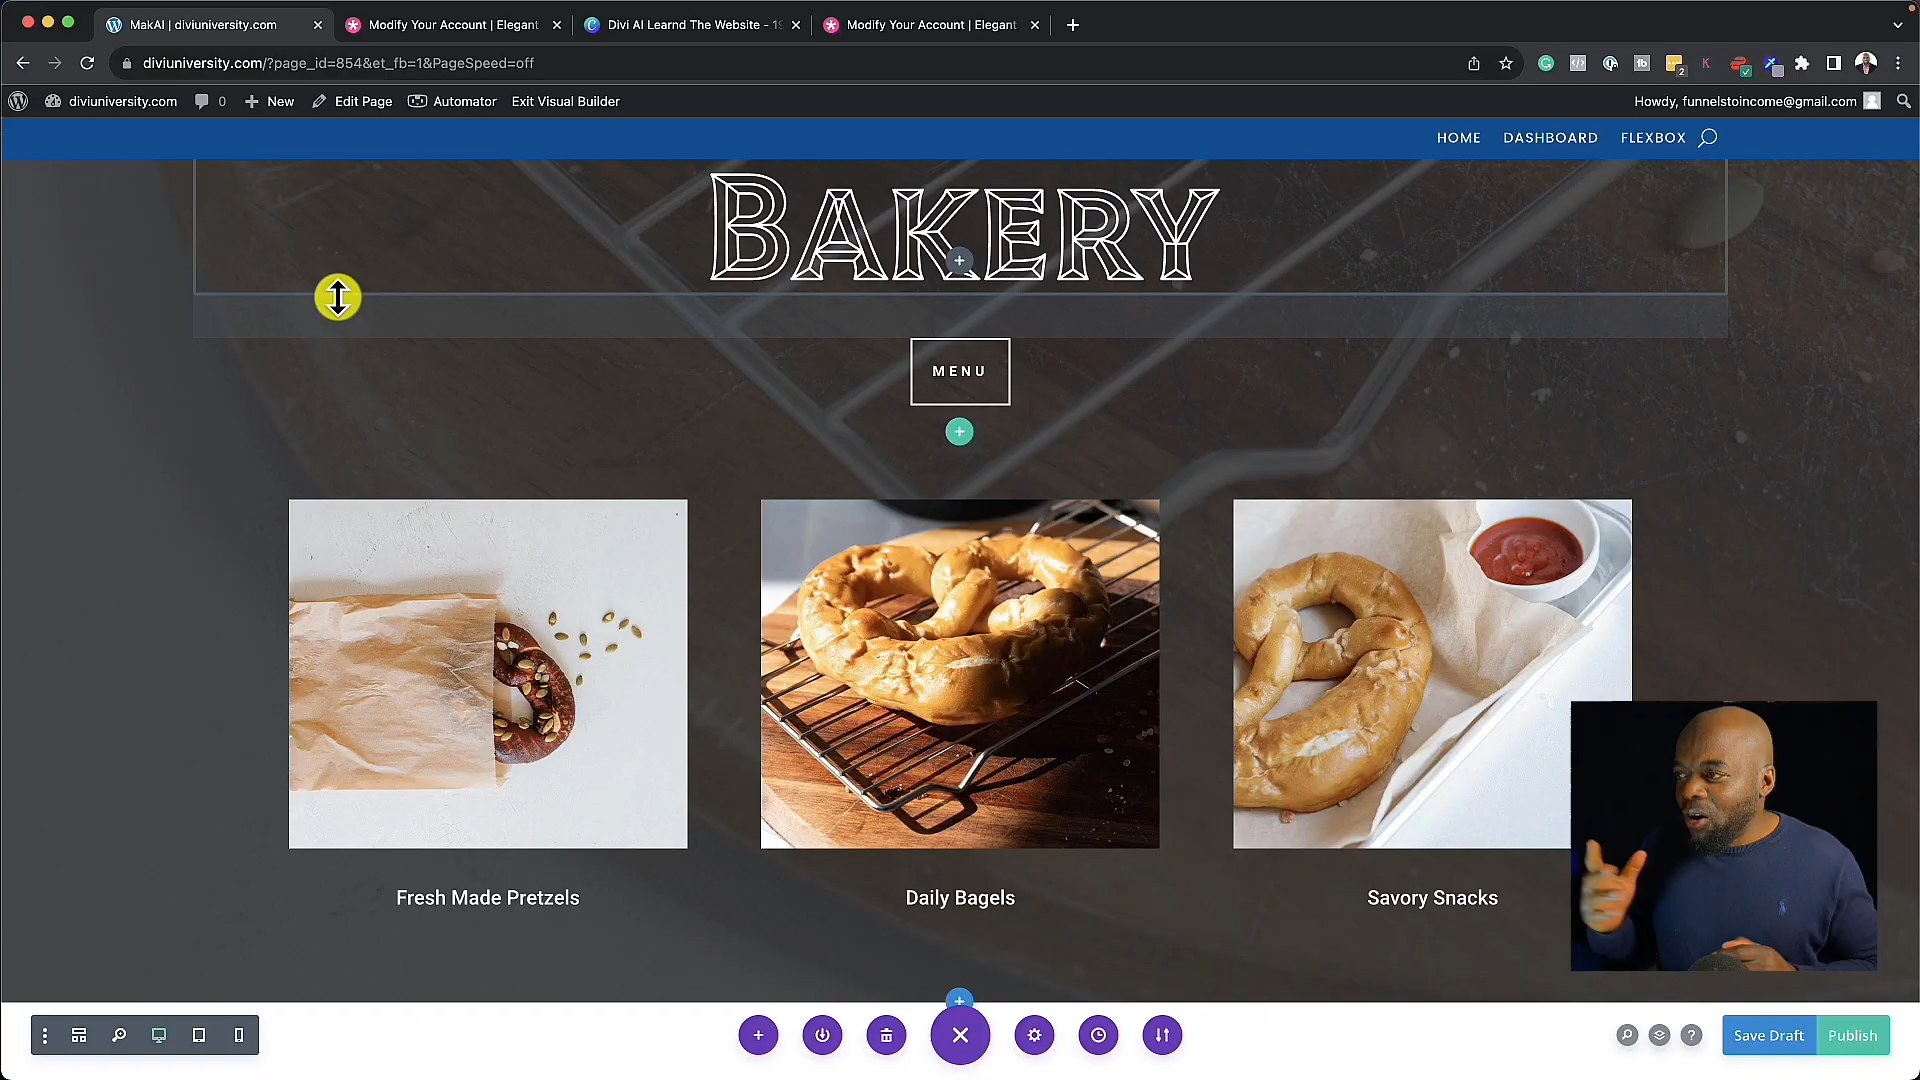 MakAI | diviuniversity.com
Modify Your Account | Elegant
Divi AI Learnd The Website - 19
Modify Your Account | Elegant
diviuniversity.com/?page_id=854&et_fb=1&PageSpeed=off
2
diviuniversity.com 0 New Edit Page Automator Exit Visual Builder
Howdy, funnelstoincome@gmail.com
HOME DASHBOARD FLEXBOX
BAKERY
MENU
Fresh Made Pretzels
Daily Bagels
Savory Snacks
Save Draft Publish